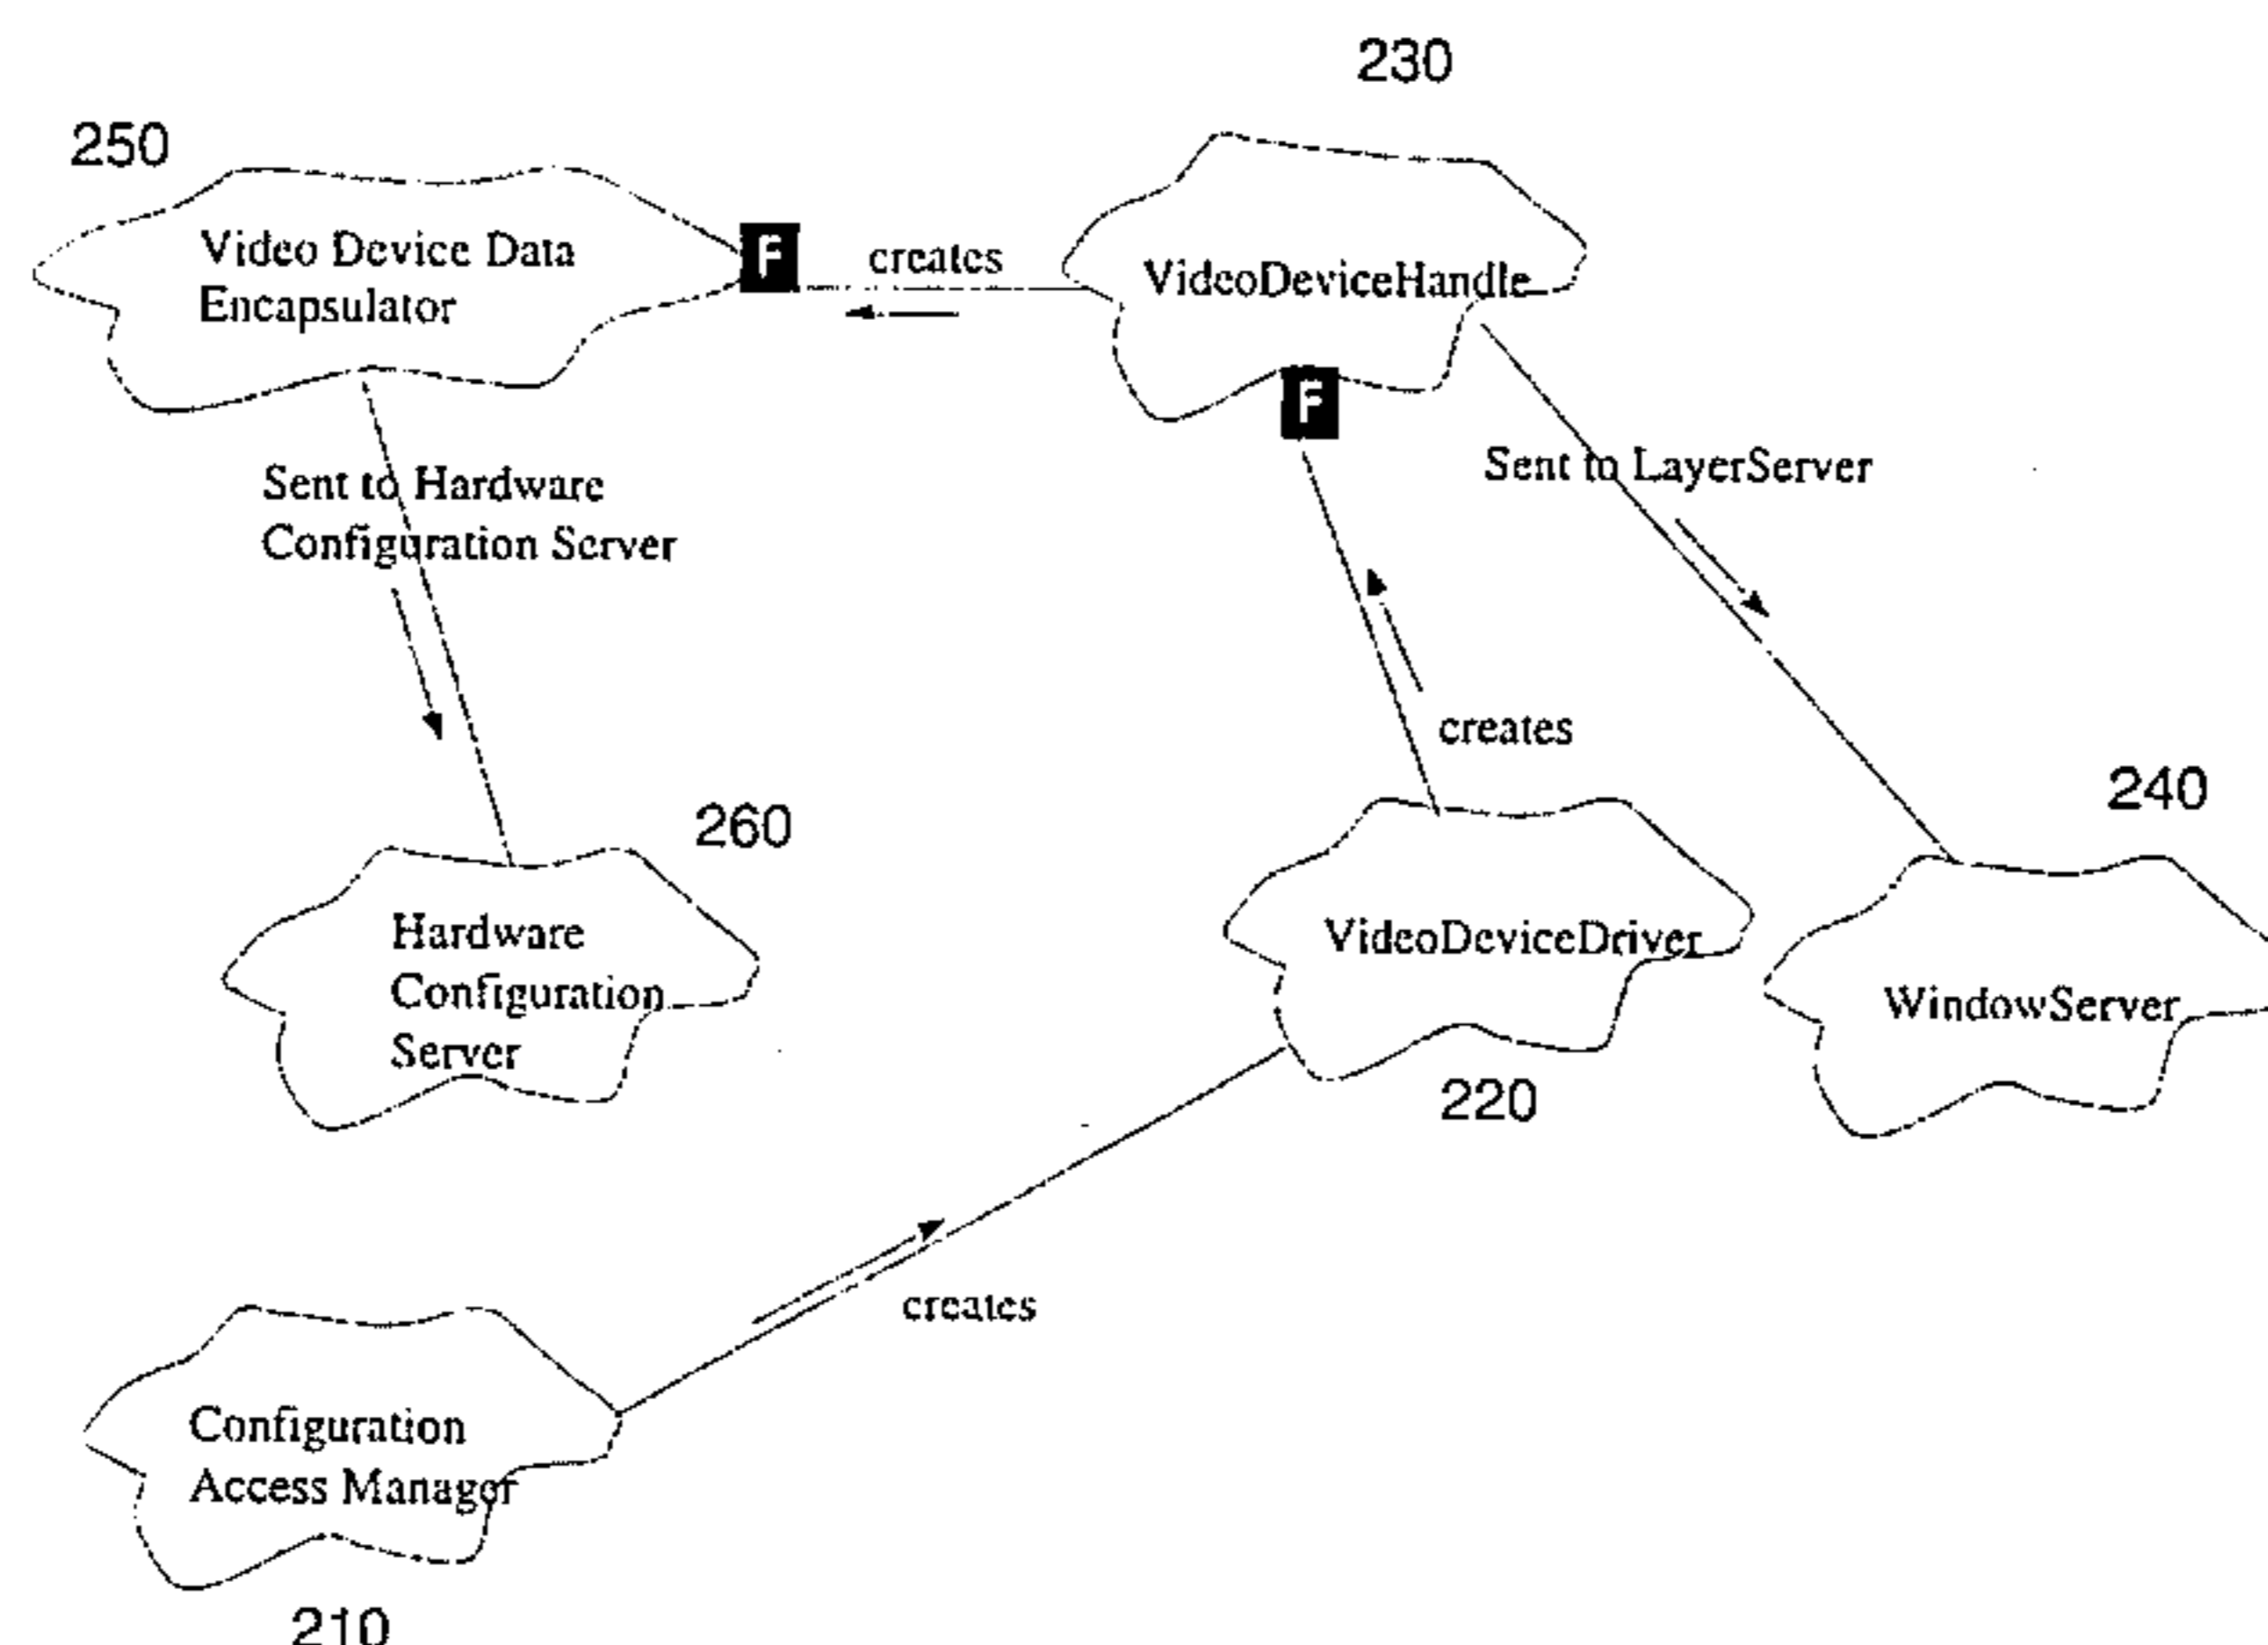 230
250
Video Device Data
Encapsulator
F
creates
VideoDeviceHandle
F
Sent to Hardware
Configuration Server
Sent to LayerServer
creates
260
240
Hardware
Configuration
Server
VideoDeviceDriver
WindowServer
220
creates
Configuration
Access Manager
210